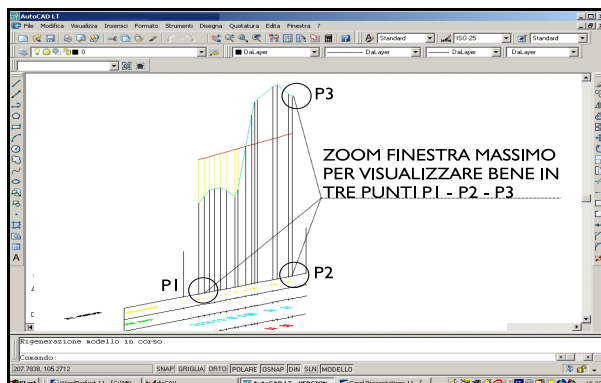 AutoCAD LT
File Modifica Visualizza Inserisci Formato Strumenti Disegna Quotatura Edita Finestra ?
Standard ISO-25 Standard
0 DaLayer DaLayer DaLayer DaLayer
P3
ZOOM FINESTRA MASSIMO
PER VISUALIZZARE BENE IN
TRE PUNTI P1 - P2 - P3
P1
P2
Rigenerazione modello in corso.
Comando:
207.7838, 105.2712 SNAP GRIGLIA ORTO POLARE OSNAP DIN SLN MODELLO